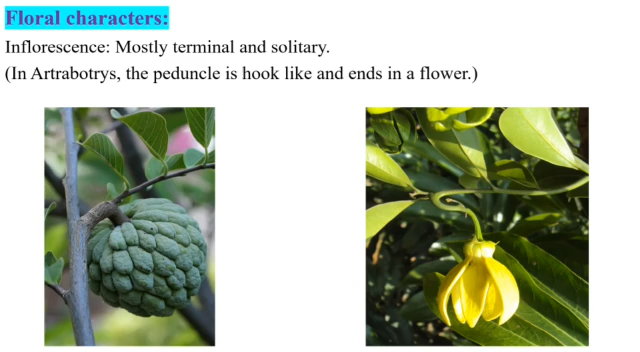 Floral characters:
Inflorescence: Mostly terminal and solitary.
(In Artrabotrys, the peduncle is hook like and ends in a flower.)